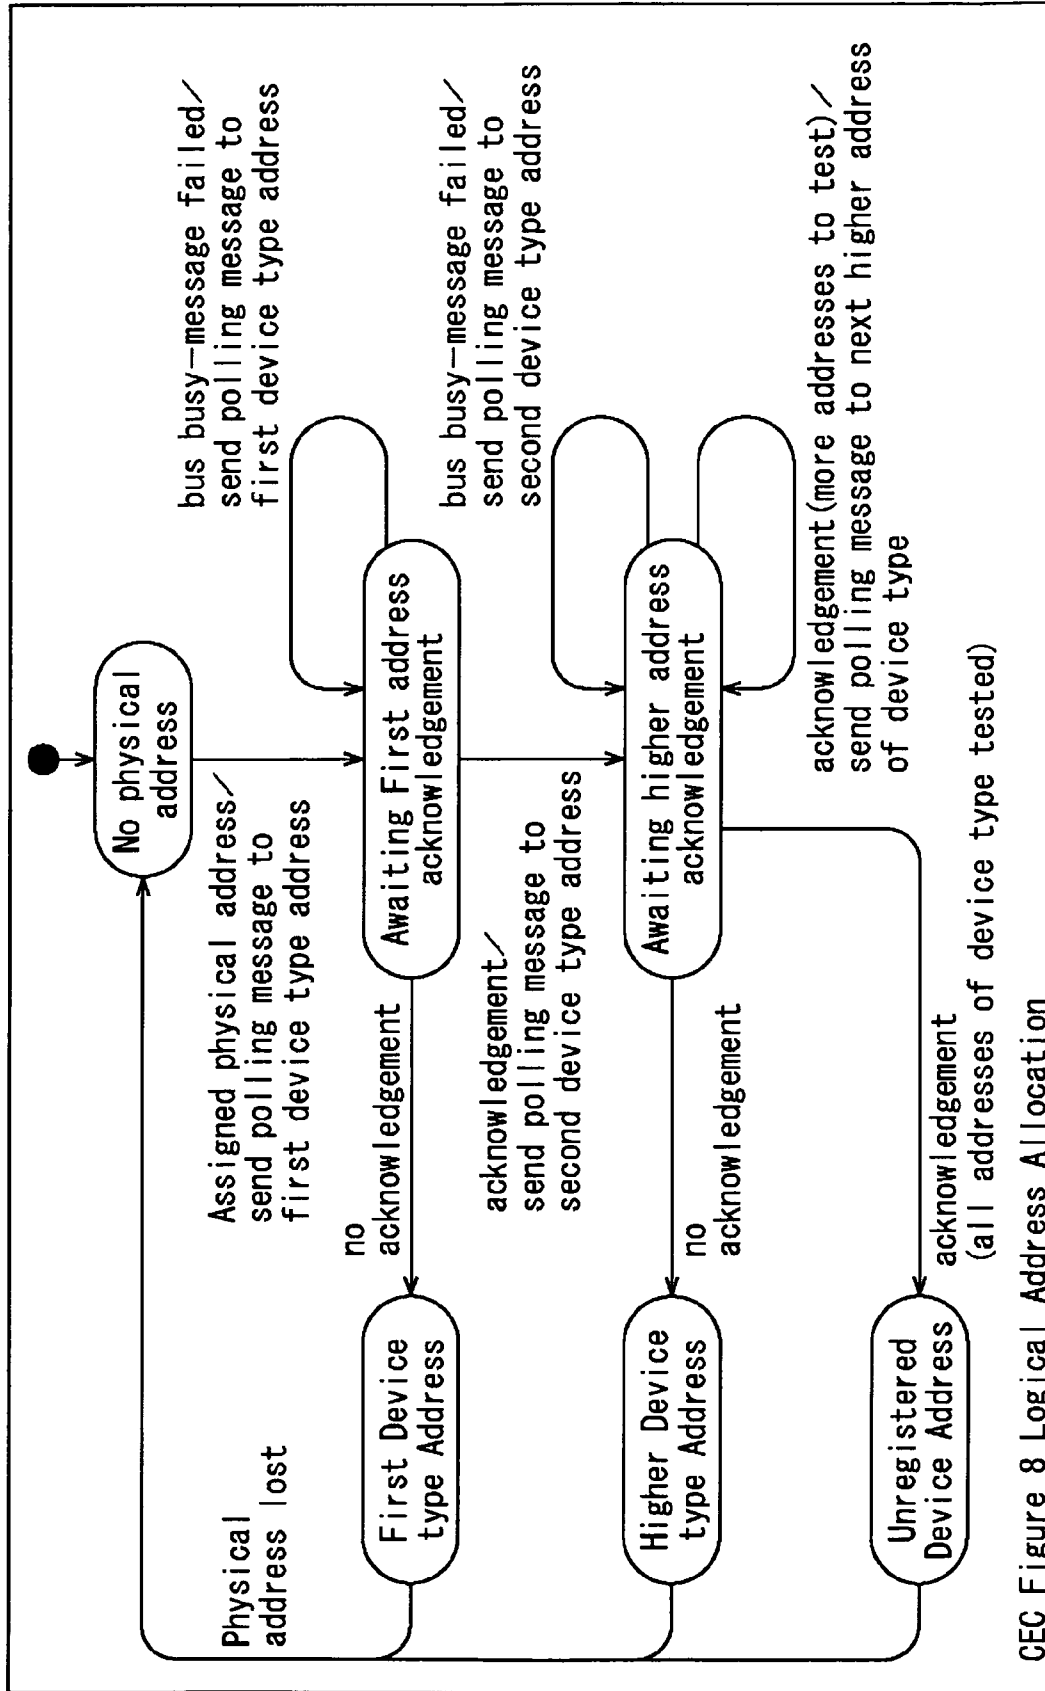 No physical
address
Physical
address lost
Assigned physical address/
send polling message to
first device type address
bus busy-message failed/
send polling message to
first device type address
First Device
type Address
no
acknowledgement
Awaiting First address
acknowledgement
acknowledgement/
send polling message to
second device type address
bus busy-message failed/
send polling message to
second device type address
Higher Device
type Address
no
acknowledgement
Awaiting higher address
acknowledgement
acknowledgement(more addresses to test)/
send polling message to next higher address
of device type
Unregistered
Device Address
acknowledgement
(all addresses of device type tested)
CEC Figure 8 Logical Address Allocation